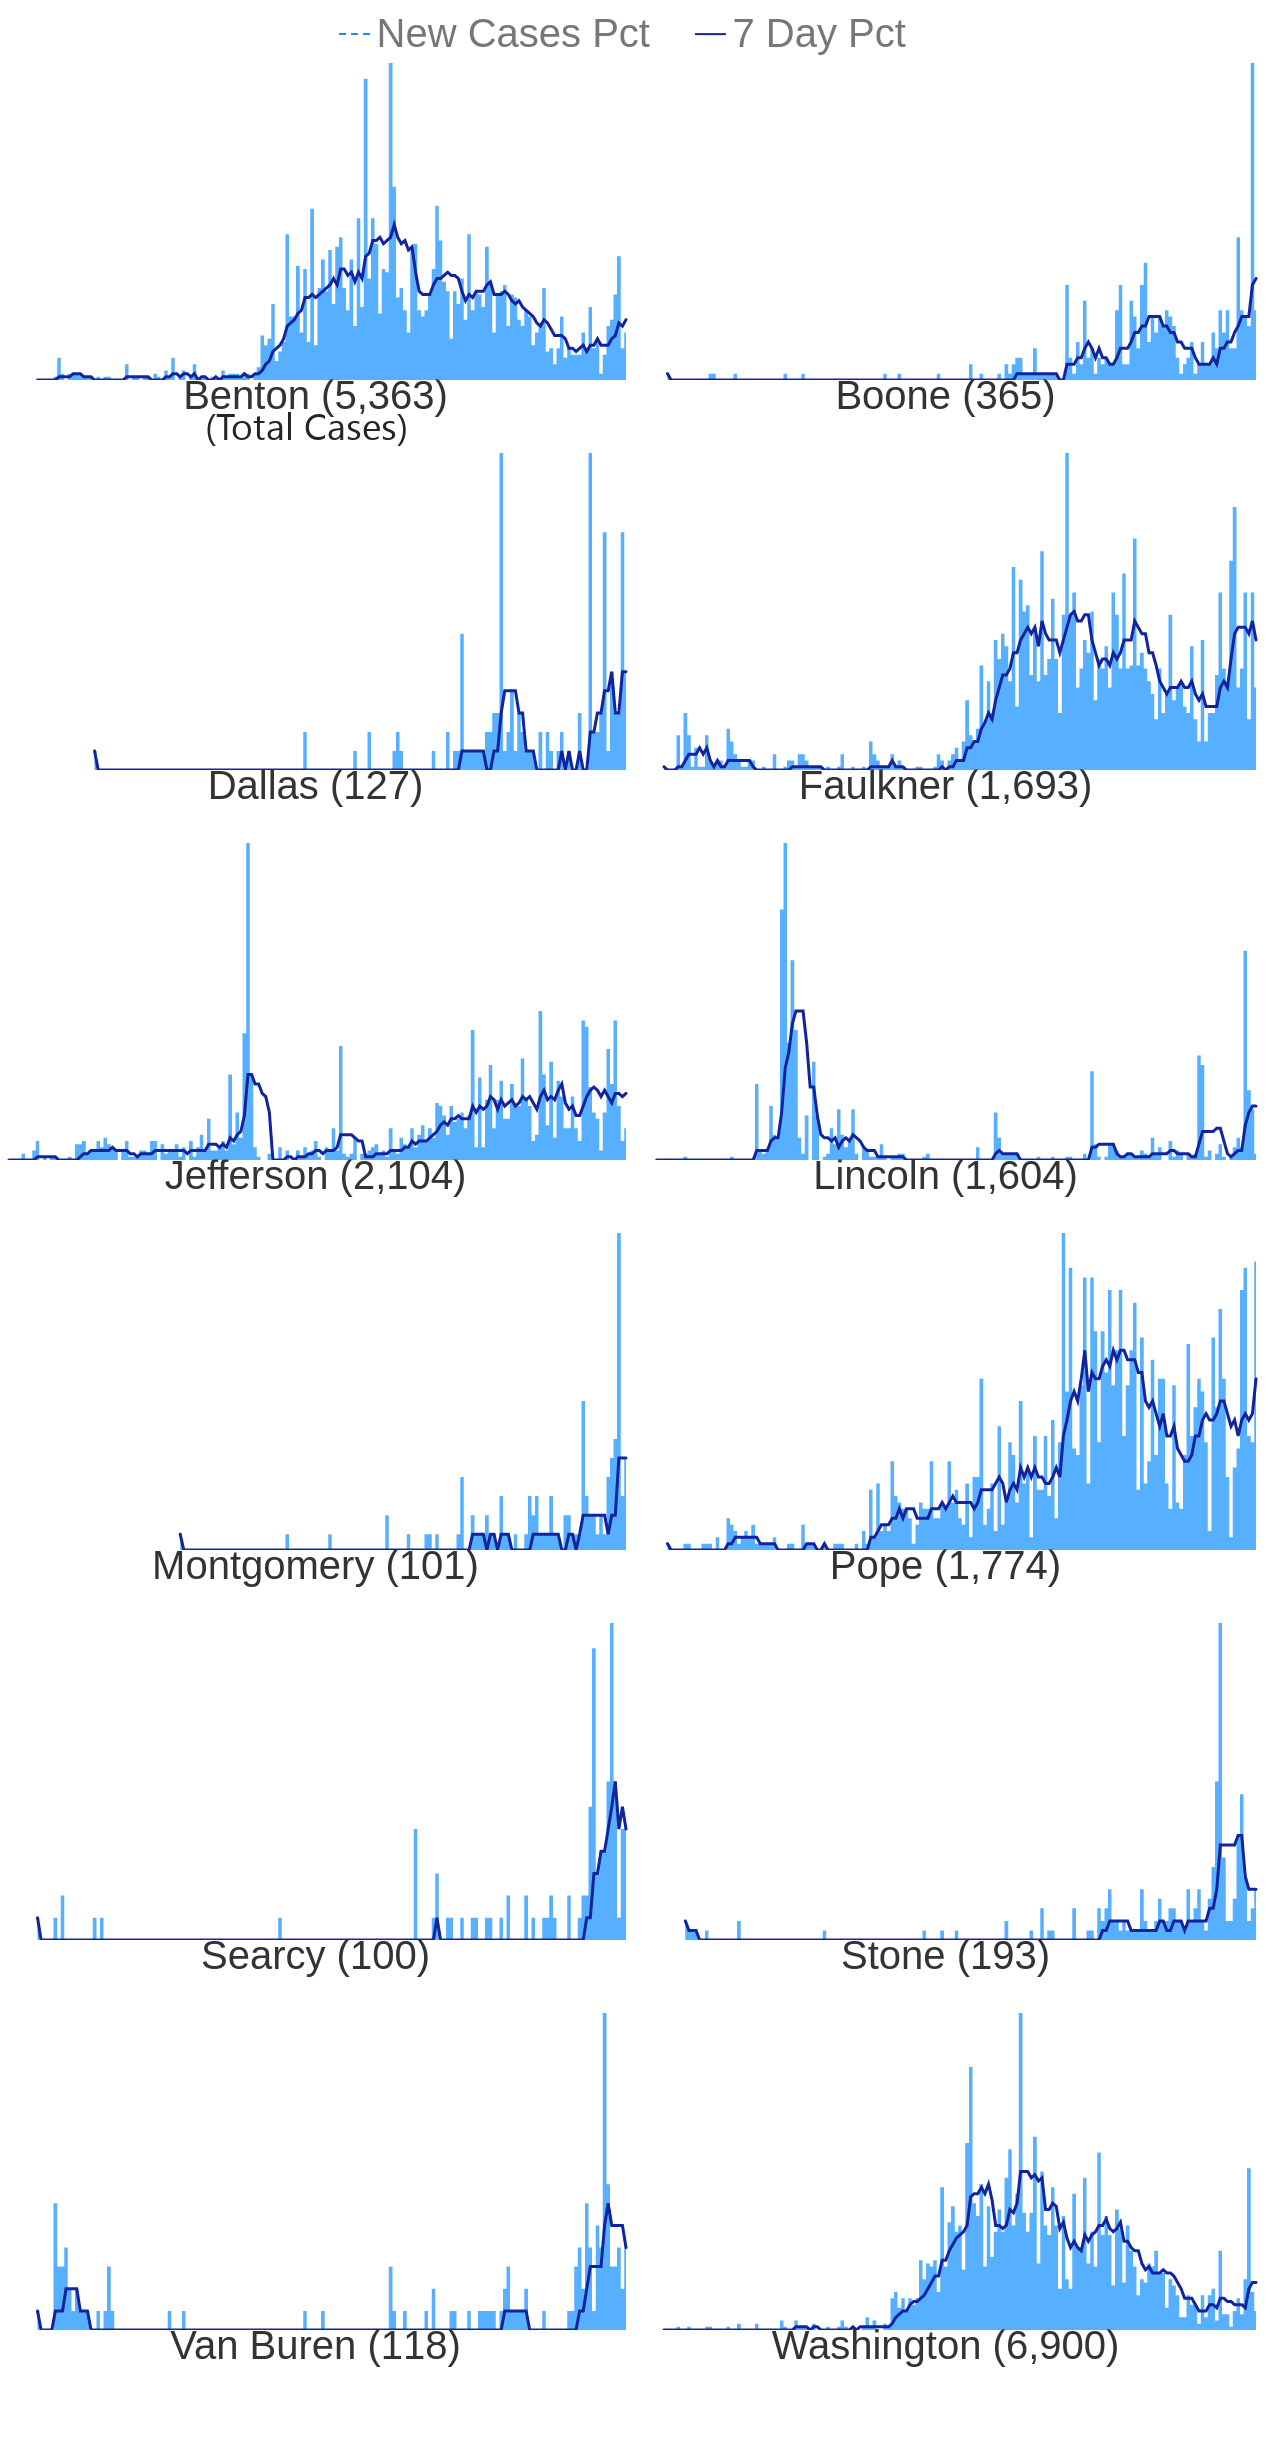 New Cases Pct 7 Day Pct
Benton (5,363) Boone (365)
(Total Cases)
Dallas (127) Faulkner (1,693)
Jefferson (2,104) Lincoln (1,604)
Montgomery (101) Pope (1,774)
Searcy (100) Stone (193)
Van Buren (118) Washington (6,900)